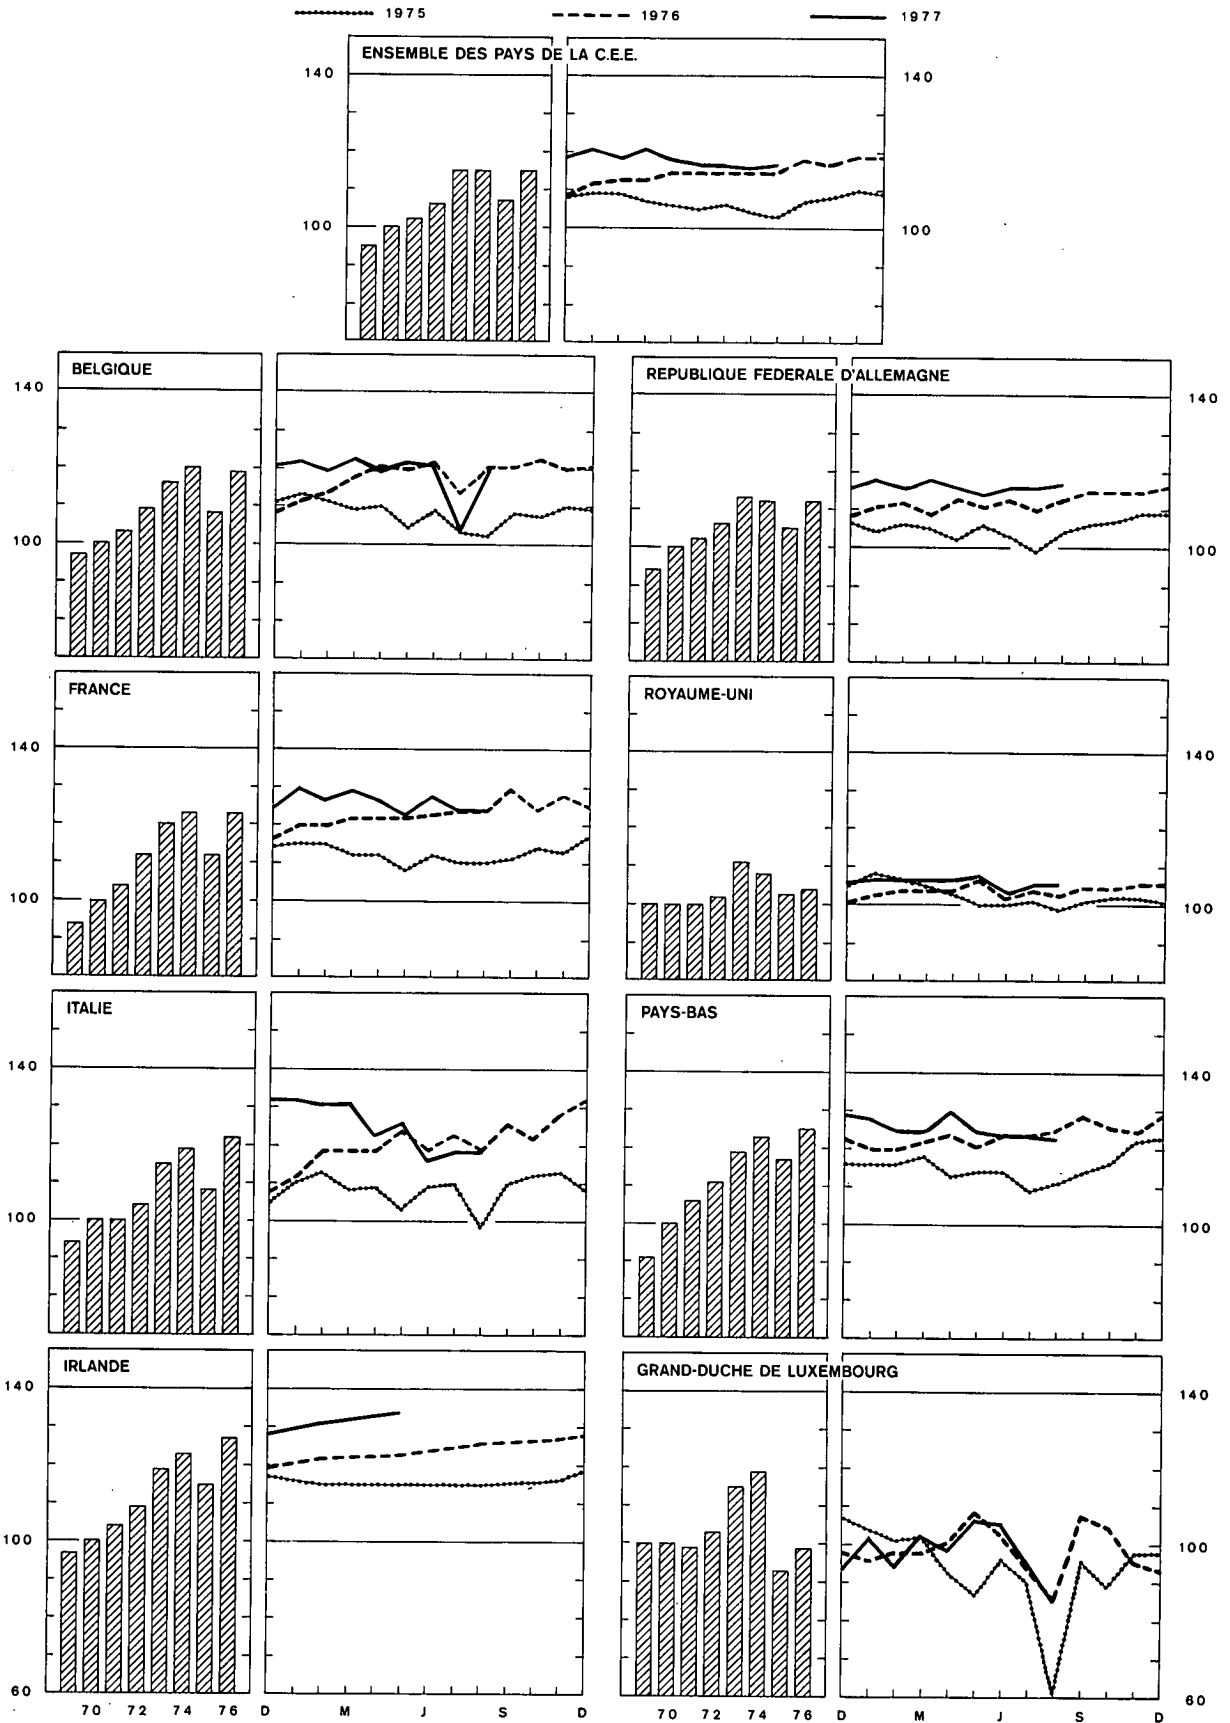 1975 1976 1977
ENSEMBLE DES PAYS DE LA C.E.E.
140 140
100 100
BELGIQUE
REPUBLIQUE FEDERALE D'ALLEMAGNE
140 140
100 100
FRANCE
ROYAUME-UNI
140 140
100 100
ITALIE
PAYS-BAS
140 140
100 100
IRLANDE
GRAND-DUCHE DE LUXEMBOURG
140 140
100 100
60 60
70 72 74 76 D M J S D 70 72 74 76 D M J S D